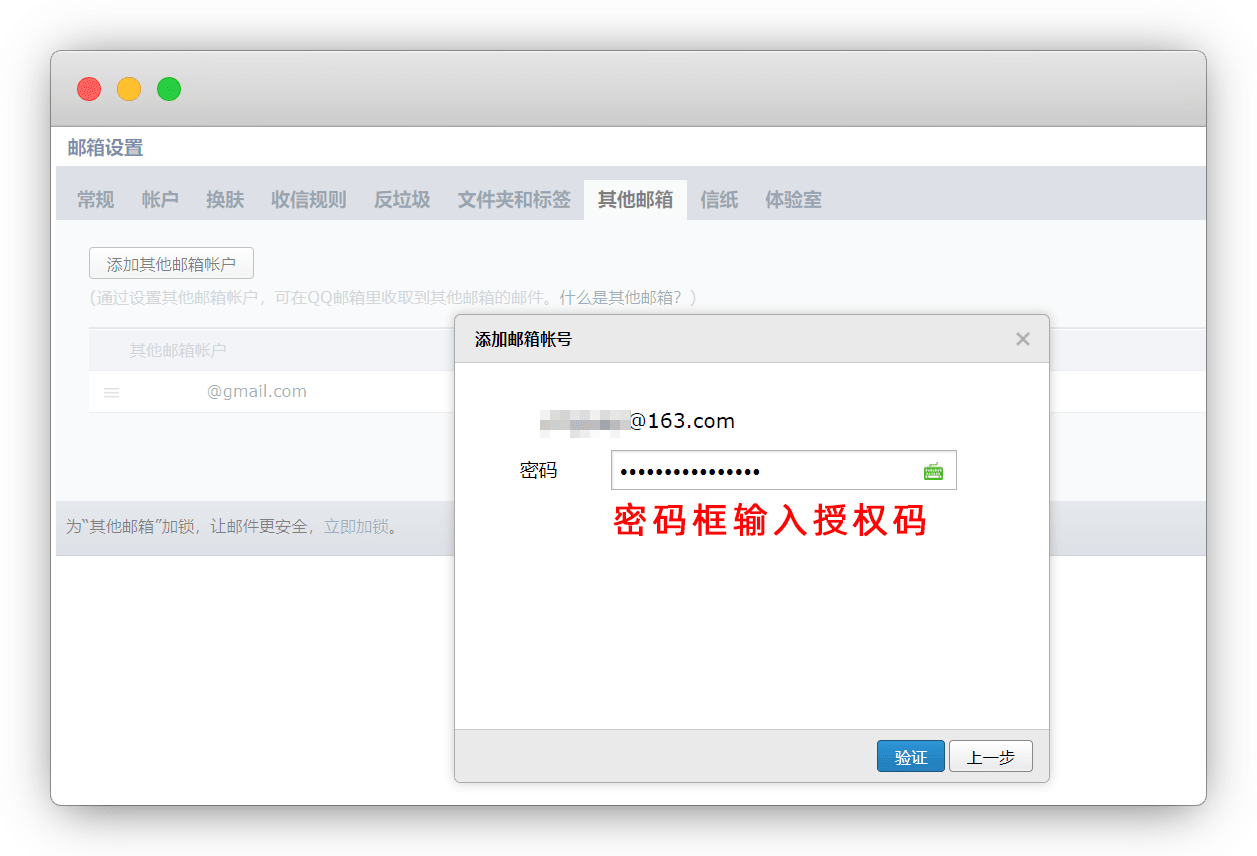 邮箱设置
常规 帐户 换肤 收信规则 反垃圾 文件夹和标签 其他邮箱 信纸 体验室
添加其他邮箱帐户
(通过设置其他邮箱帐户，可在QQ邮箱里收取到其他邮箱的邮件。什么是其他邮箱？)
添加邮箱帐号
其他邮箱帐户
@gmail.com
@163.com
密码 ••••••••••••••••
密码框输入授权码
为“其他邮箱”加锁，让邮件更安全，立即加锁。
验证 上一步